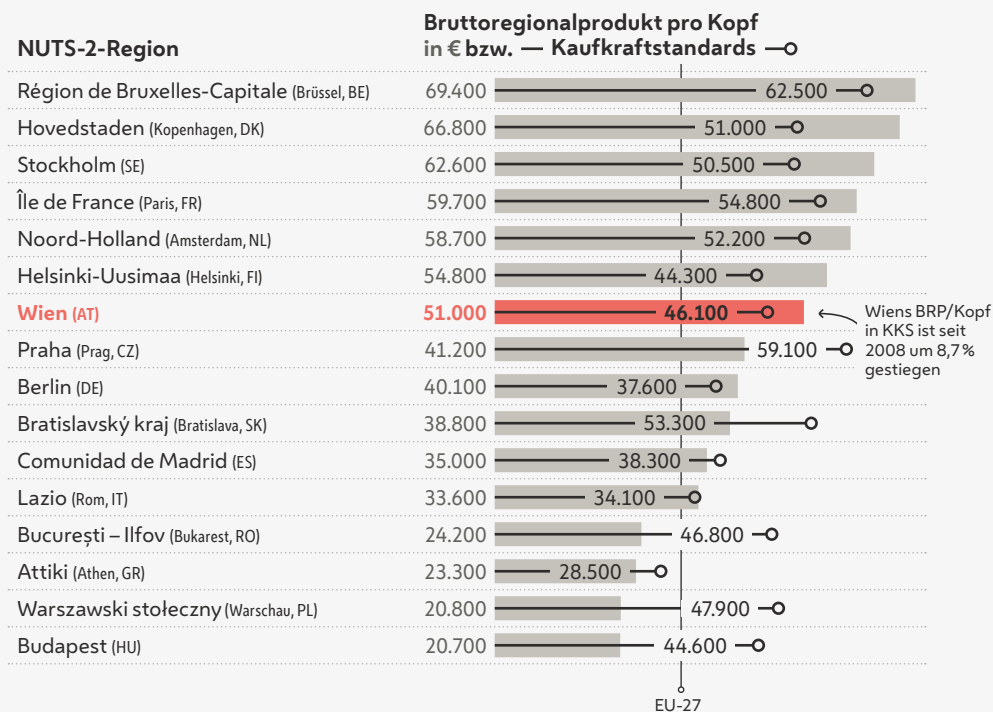 Bruttoregionalprodukt pro Kopf
NUTS-2-Region in € bzw. — Kaufkraftstandards
Région de Bruxelles-Capitale (Brüssel, BE) 69.400 62.500
Hovedstaden (Kopenhagen, DK) 66.800 51.000
Stockholm (SE) 62.600 50.500
Île de France (Paris, FR) 59.700 54.800
Noord-Holland (Amsterdam, NL) 58.700 52.200
Helsinki-Uusimaa (Helsinki, FI) 54.800 44.300
Wien (AT) 51.000 46.100
Wiens BRP/Kopf
in KKS ist seit
2008 um 8,7%
gestiegen
Praha (Prag, CZ) 41.200 59.100
Berlin (DE) 40.100 37.600
Bratislavský kraj (Bratislava, SK) 38.800 53.300
Comunidad de Madrid (ES) 35.000 38.300
Lazio (Rom, IT) 33.600 34.100
București – Ilfov (Bukarest, RO) 24.200 46.800
Attiki (Athen, GR) 23.300 28.500
Warszawski stołeczny (Warschau, PL) 20.800 47.900
Budapest (HU) 20.700 44.600
EU-27